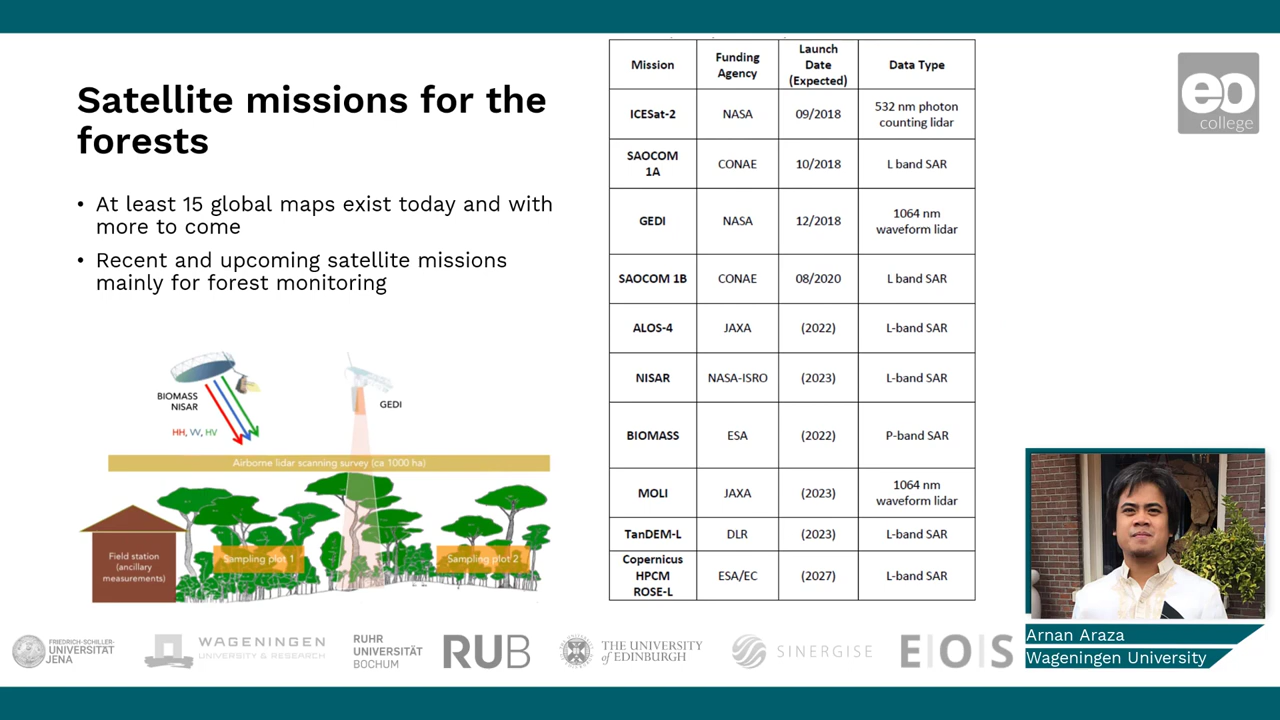 Satellite missions for the
forests
• At least 15 global maps exist today and with
more to come
• Recent and upcoming satellite missions
mainly for forest monitoring
BIOMASS
NISAR
HH, VV, HV
GEDI
Airborne lidar scanning survey (ca 1000 ha)
Field station
(ancillary
measurements)
Sampling plot 1
Sampling plot 2
Mission Funding Agency Launch Date (Expected) Data Type
ICESat-2 NASA 09/2018 532 nm photon counting lidar
SAOCOM 1A CONAE 10/2018 L band SAR
GEDI NASA 12/2018 1064 nm waveform lidar
SAOCOM 1B CONAE 08/2020 L band SAR
ALOS-4 JAXA (2022) L-band SAR
NISAR NASA-ISRO (2023) L-band SAR
BIOMASS ESA (2022) P-band SAR
MOLI JAXA (2023) 1064 nm waveform lidar
TanDEM-L DLR (2023) L-band SAR
Copernicus HPCM ROSE-L ESA/EC (2027) L-band SAR
eo
college
Arnan Araza
Wageningen University
FRIEDRICH-SCHILLER-
UNIVERSITÄT
JENA
WAGENINGEN
UNIVERSITY & RESEARCH
RUHR
UNIVERSITÄT
BOCHUM
RUB
THE UNIVERSITY
of EDINBURGH
SINERGISE
E|O|S